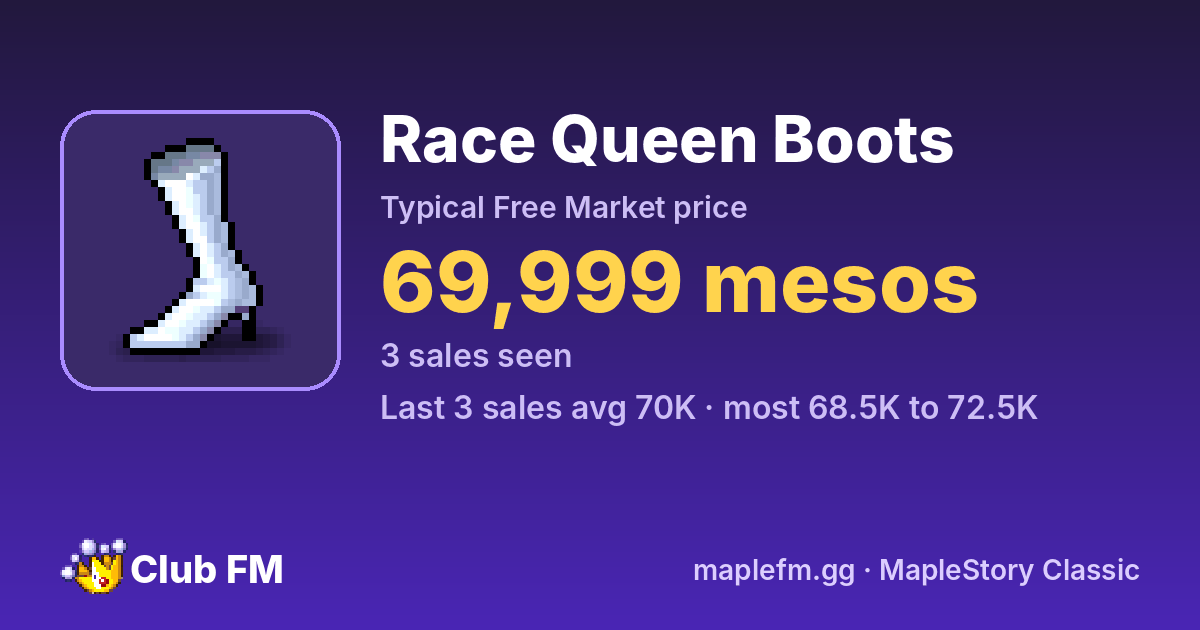 Race Queen Boots
Typical Free Market price
69,999 mesos
3 sales seen
Last 3 sales avg 70K · most 68.5K to 72.5K
Club FM
maplefm.gg · MapleStory Classic